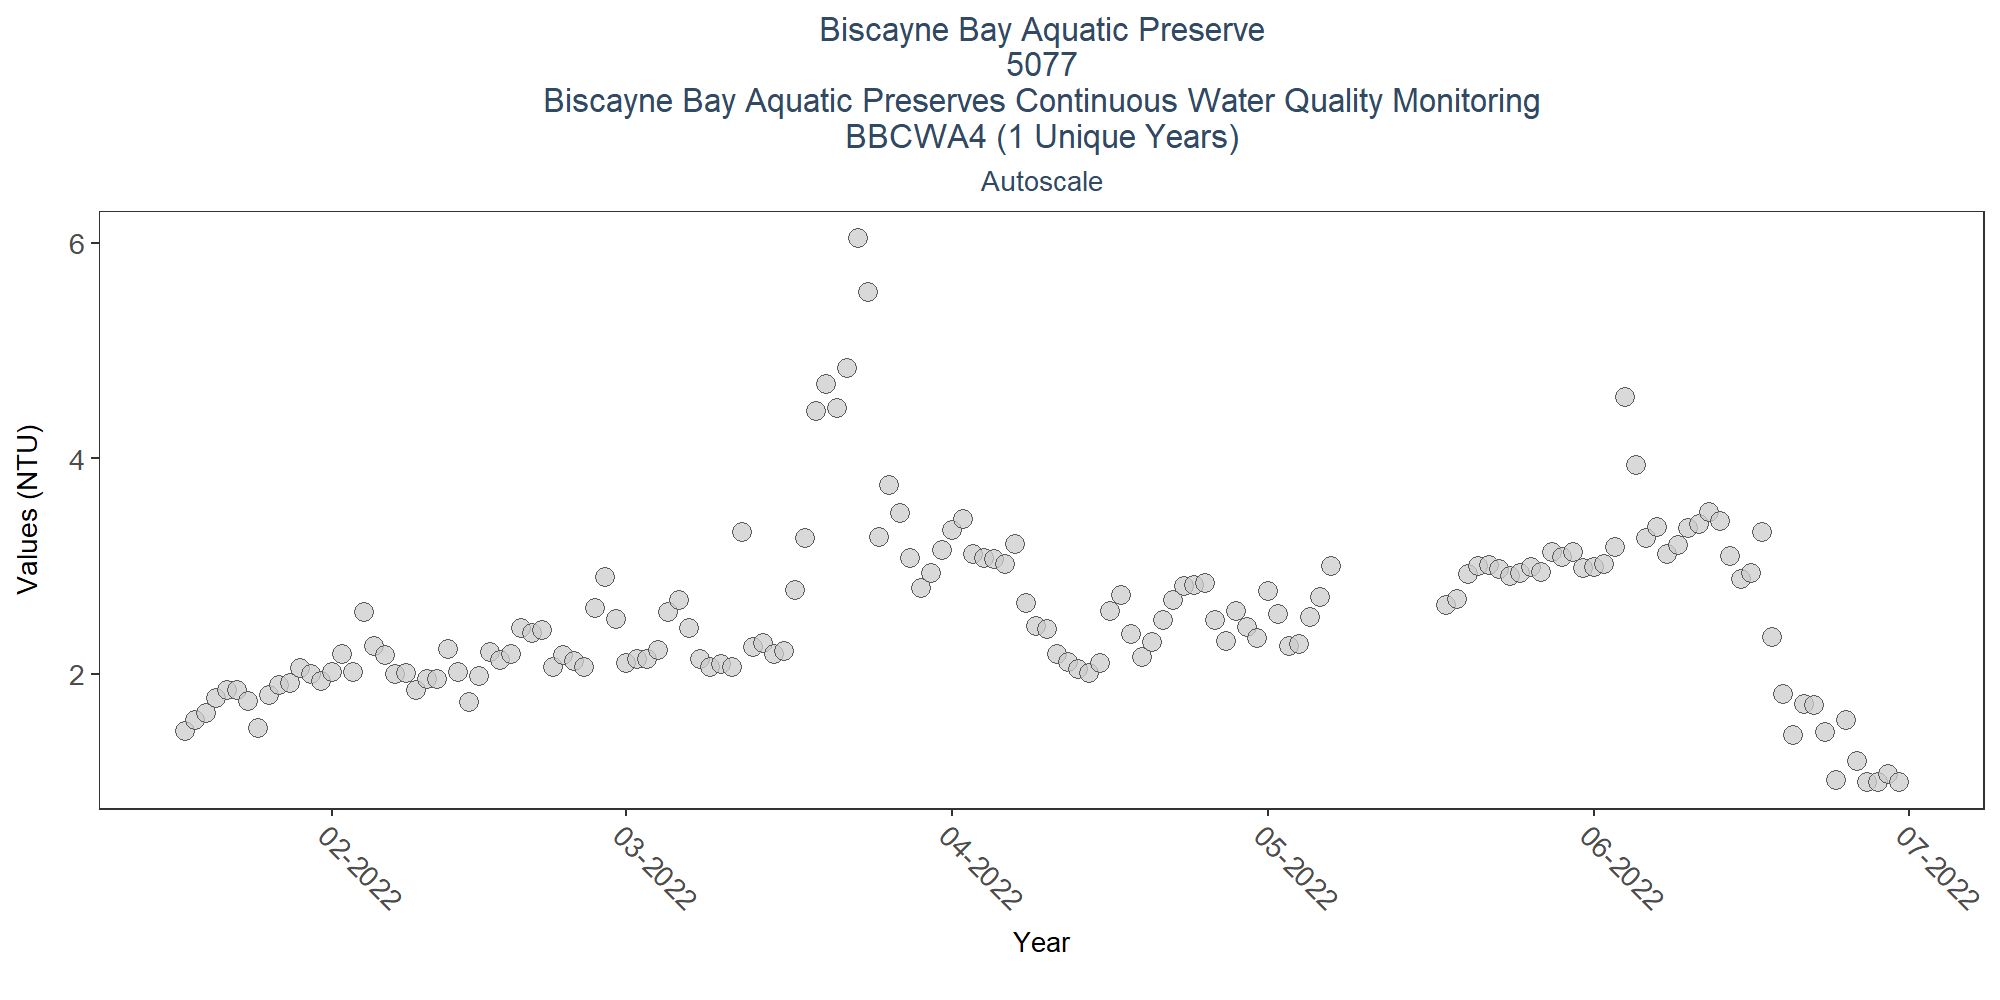 Biscayne Bay Aquatic Preserve
5077
Biscayne Bay Aquatic Preserves Continuous Water Quality Monitoring
BBCWA4 (1 Unique Years)
Autoscale
6
4
2
Values (NTU)
02-2022
03-2022
04-2022
05-2022
06-2022
07-2022
Year